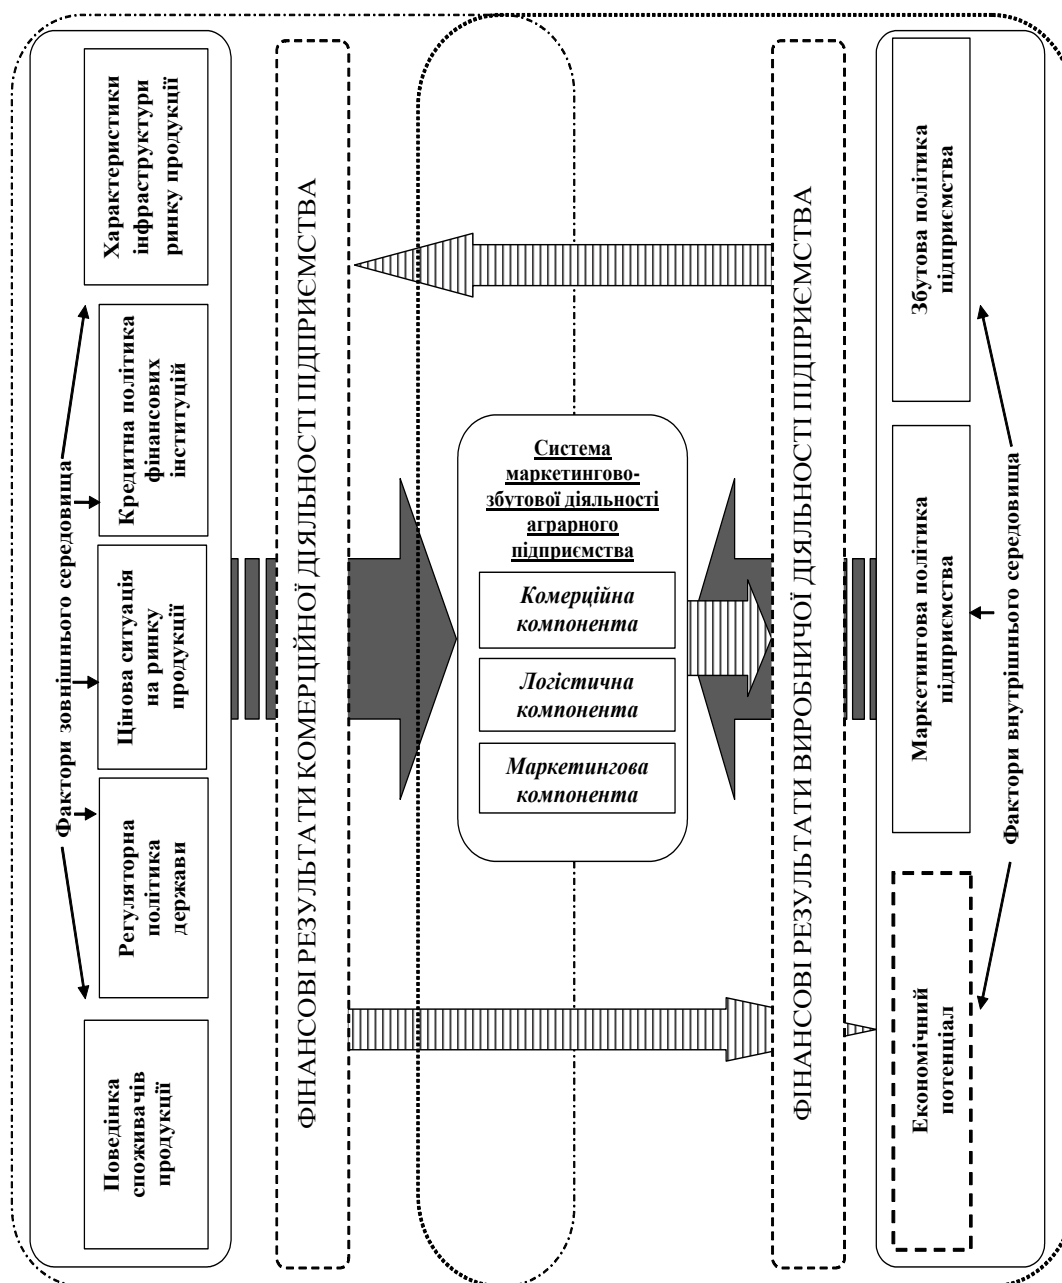 Фактори зовнішнього середовища
Характеристики
інфраструктури
ринку продукції
Кредитна політика
фінансових
інституцій
Цінова ситуація
на ринку
продукції
Регуляторна
політика
держави
Поведінка
споживачів
продукції
ФІНАНСОВІ РЕЗУЛЬТАТИ КОМЕРЦІЙНОЇ ДІЯЛЬНОСТІ ПІДПРИЄМСТВА
Система
маркетингово-
збутової діяльності
аграрного
підприємства
Комерційна
компонента
Логістична
компонента
Маркетингова
компонента
ФІНАНСОВІ РЕЗУЛЬТАТИ ВИРОБНИЧОЇ ДІЯЛЬНОСТІ ПІДПРИЄМСТВА
Збутова політика
підприємства
Маркетингова політика
підприємства
Економічний
потенціал
Фактори внутрішнього середовища